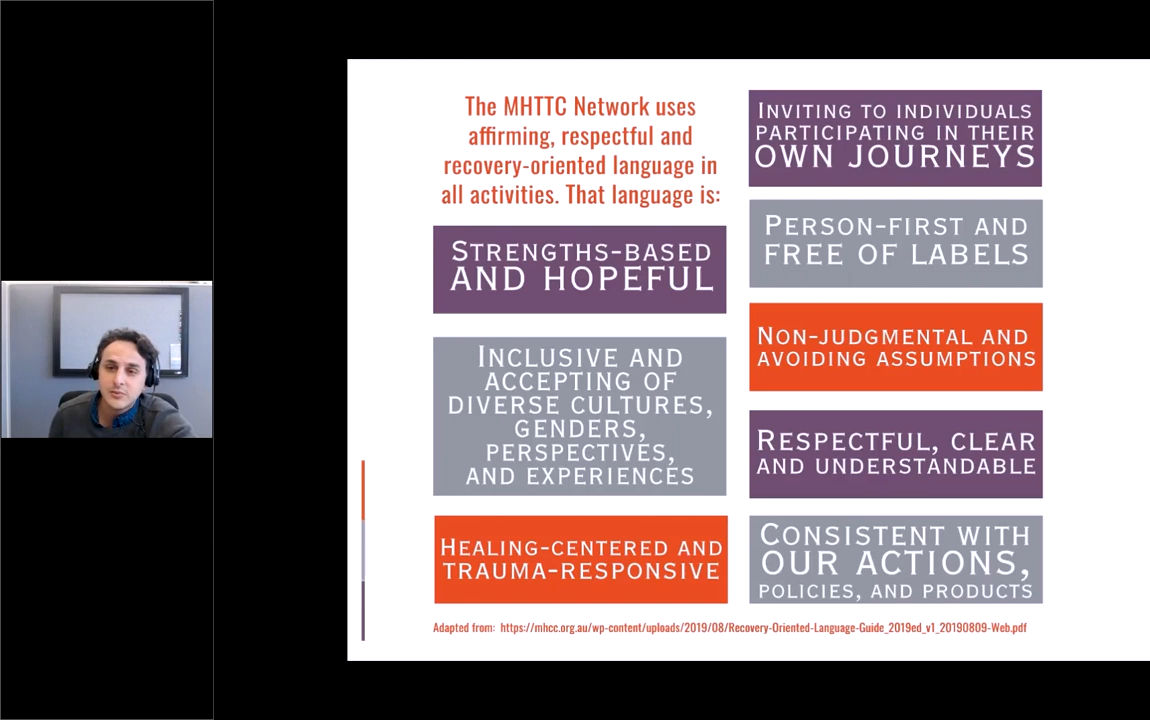 The MHTTC Network uses
affirming, respectful and
recovery-oriented language in
all activities. That language is:
STRENGTHS-BASED
AND HOPEFUL
INCLUSIVE AND
ACCEPTING OF
DIVERSE CULTURES,
GENDERS,
PERSPECTIVES,
AND EXPERIENCES
HEALING-CENTERED AND
TRAUMA-RESPONSIVE
INVITING TO INDIVIDUALS
PARTICIPATING IN THEIR
OWN JOURNEYS
PERSON-FIRST AND
FREE OF LABELS
NON-JUDGMENTAL AND
AVOIDING ASSUMPTIONS
RESPECTFUL, CLEAR
AND UNDERSTANDABLE
CONSISTENT WITH
OUR ACTIONS,
POLICIES, AND PRODUCTS
Adapted from: https://mhcc.org.au/wp-content/uploads/2019/08/Recovery-Oriented-Language-Guide_2019ed_v1_20190809-Web.pdf